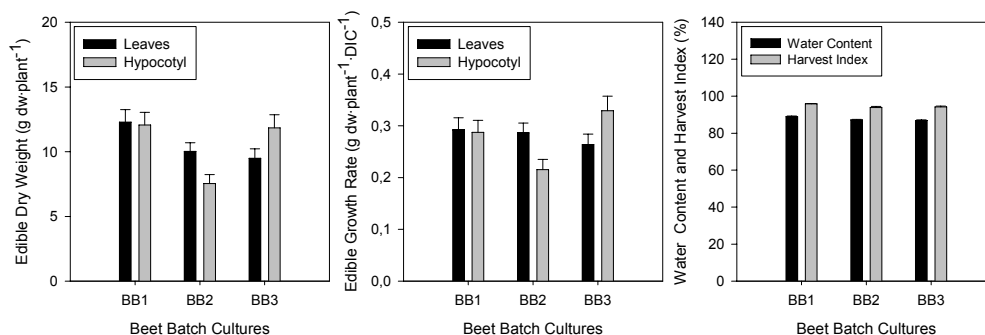 Edible Dry Weight (g dw·plant⁻¹)
20
15
10
5
0
Leaves
Hypocotyl
BB1 BB2 BB3
Beet Batch Cultures
Edible Growth Rate (g dw·plant⁻¹·DIC⁻¹)
0,5
0,4
0,3
0,2
0,1
0,0
Leaves
Hypocotyl
BB1 BB2 BB3
Beet Batch Cultures
Water Content and Harvest Index (%)
140
120
100
80
60
40
20
0
Water Content
Harvest Index
BB1 BB2 BB3
Beet Batch Cultures